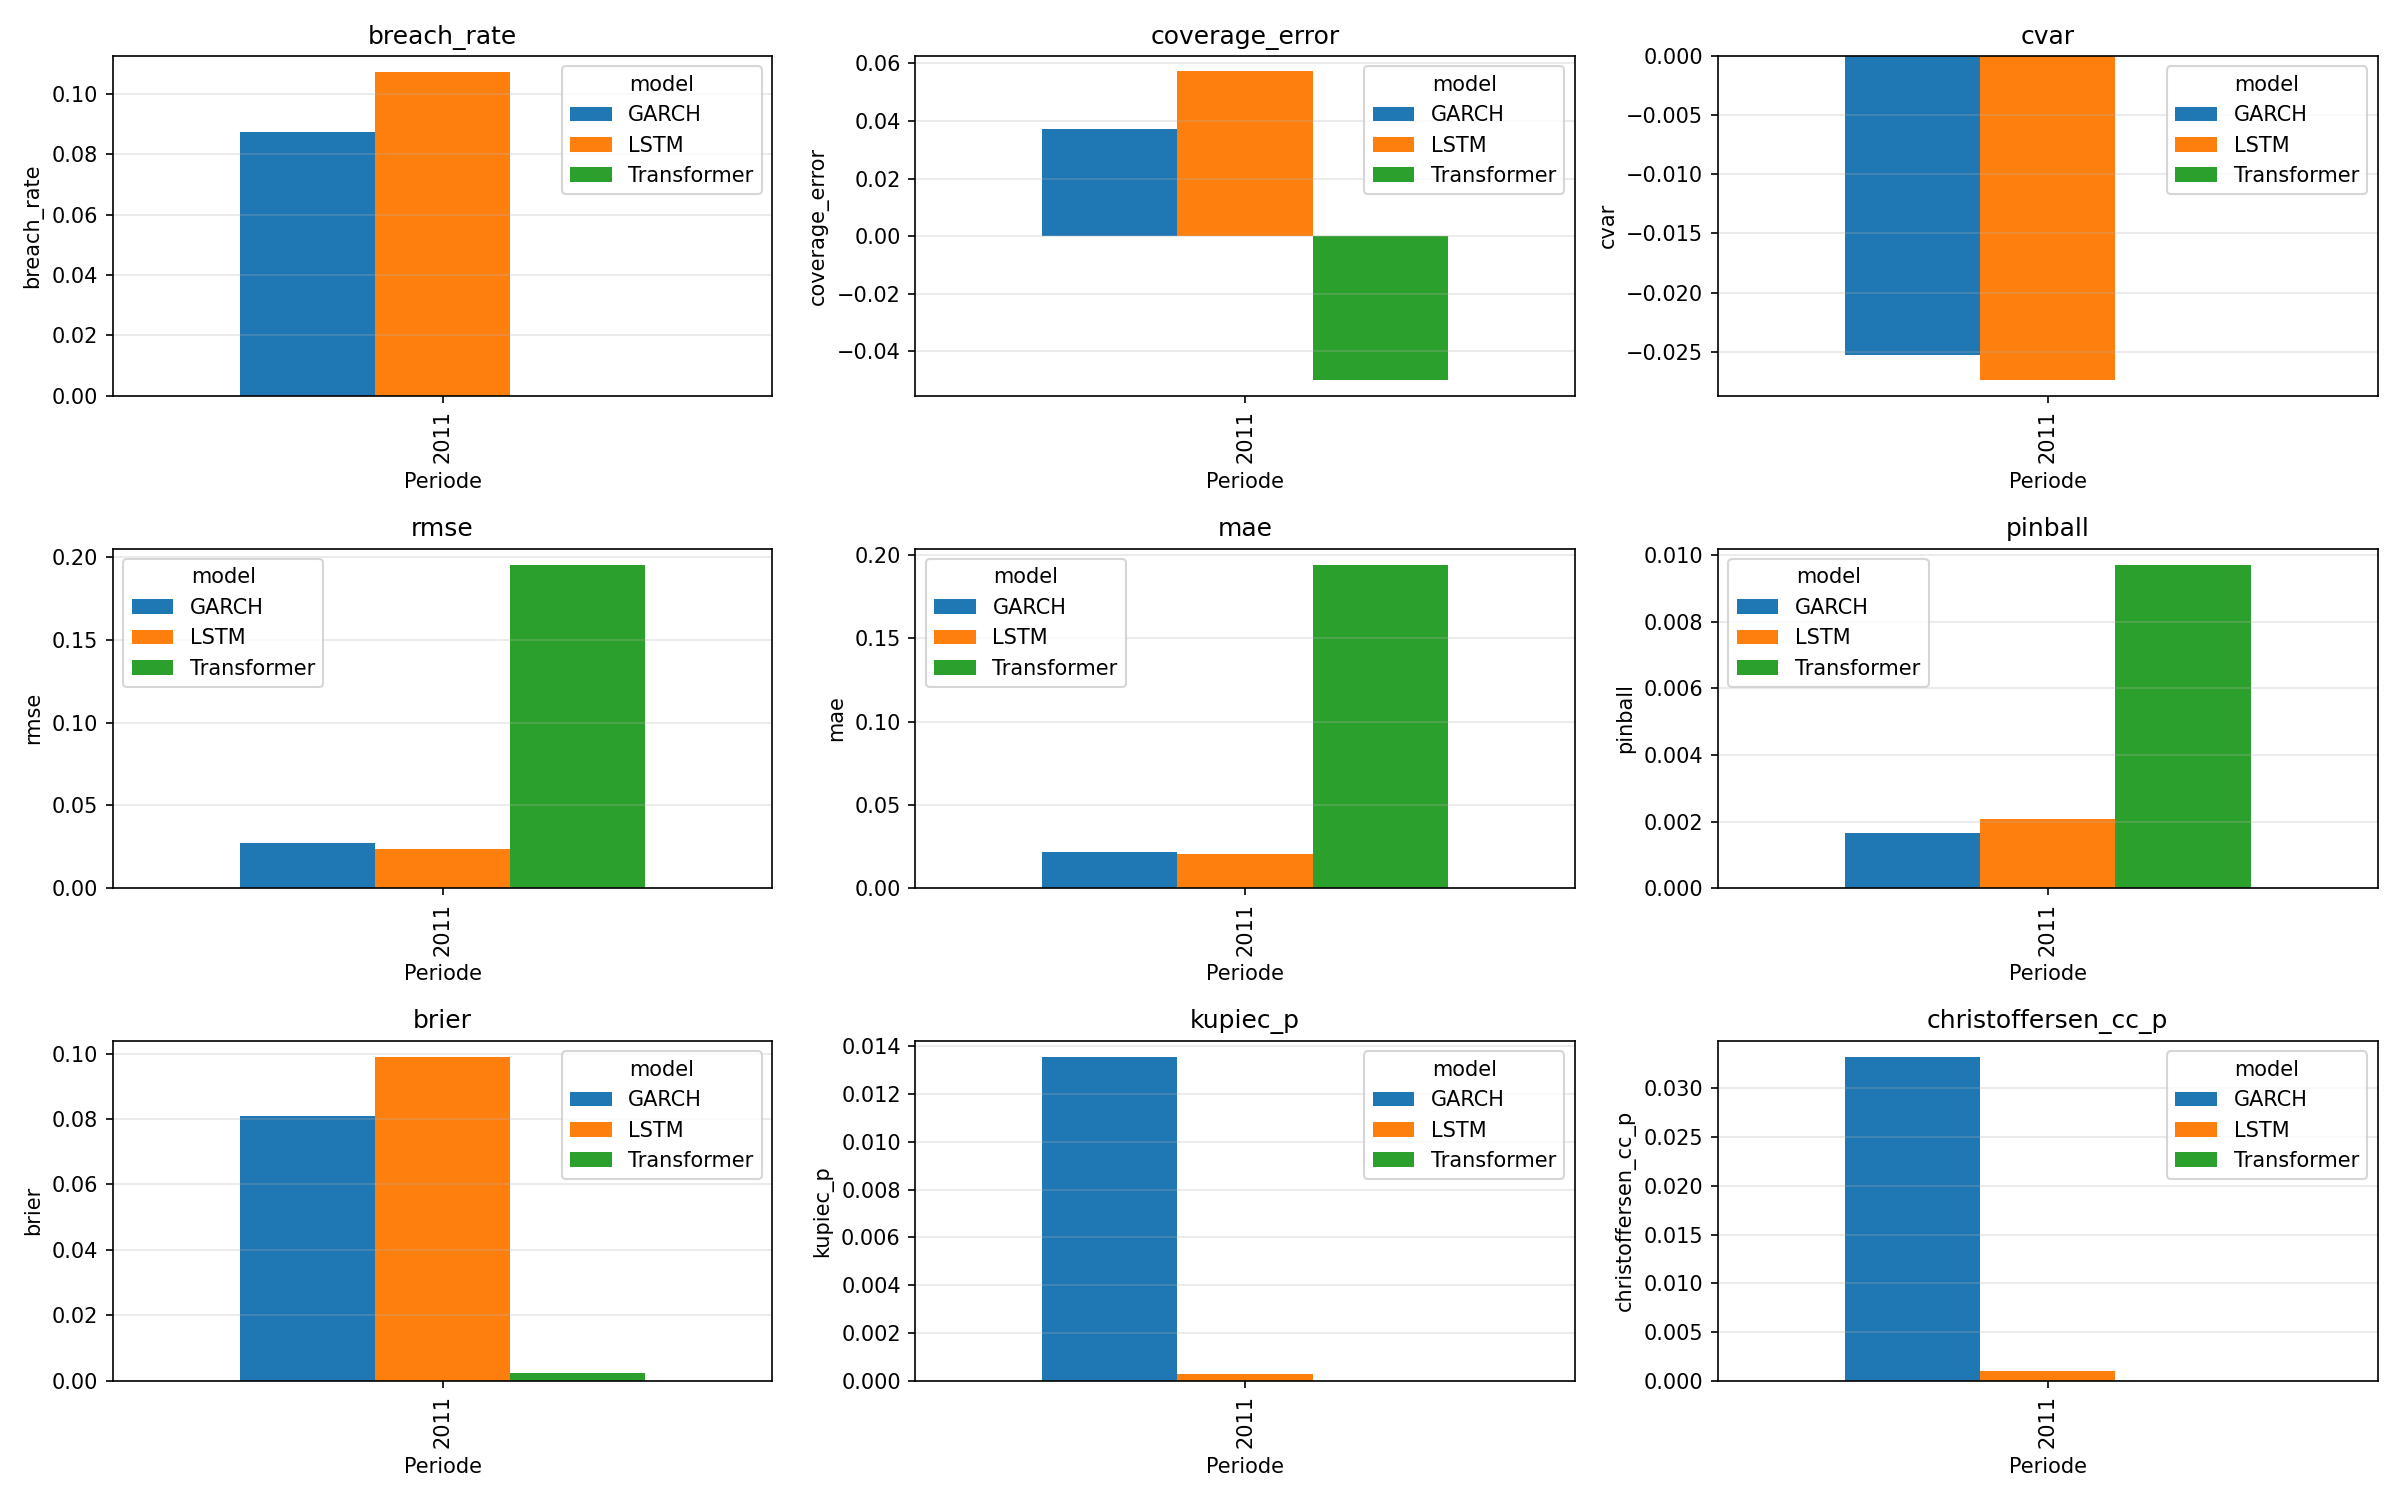 breach_rate
breach_rate
0.10
0.08
0.06
0.04
0.02
0.00
model
GARCH
LSTM
Transformer
2011
Periode
coverage_error
coverage_error
0.06
0.04
0.02
0.00
−0.02
−0.04
model
GARCH
LSTM
Transformer
2011
Periode
cvar
cvar
0.000
−0.005
−0.010
−0.015
−0.020
−0.025
model
GARCH
LSTM
Transformer
2011
Periode
rmse
rmse
0.20
0.15
0.10
0.05
0.00
model
GARCH
LSTM
Transformer
2011
Periode
mae
mae
0.20
0.15
0.10
0.05
0.00
model
GARCH
LSTM
Transformer
2011
Periode
pinball
pinball
0.010
0.008
0.006
0.004
0.002
0.000
model
GARCH
LSTM
Transformer
2011
Periode
brier
brier
0.10
0.08
0.06
0.04
0.02
0.00
model
GARCH
LSTM
Transformer
2011
Periode
kupiec_p
kupiec_p
0.014
0.012
0.010
0.008
0.006
0.004
0.002
0.000
model
GARCH
LSTM
Transformer
2011
Periode
christoffersen_cc_p
christoffersen_cc_p
0.030
0.025
0.020
0.015
0.010
0.005
0.000
model
GARCH
LSTM
Transformer
2011
Periode